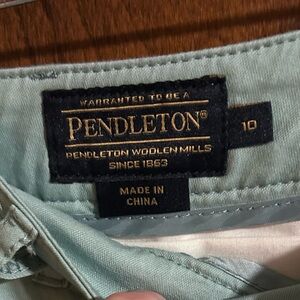 WARRANTED TO BE A
PENDLETON®
PENDLETON WOOLEN MILLS
SINCE 1863
10
MADE IN
CHINA